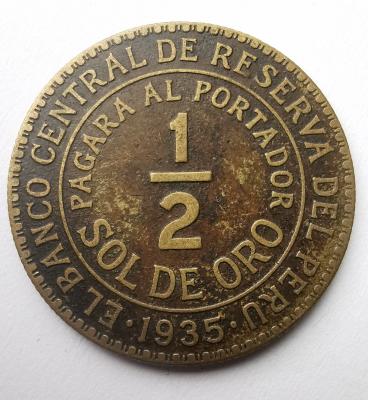 EL BANCO CENTRAL DE RESERVA DEL PERU
PAGARA AL PORTADOR
1/2
SOL DE ORO
· 1935 ·